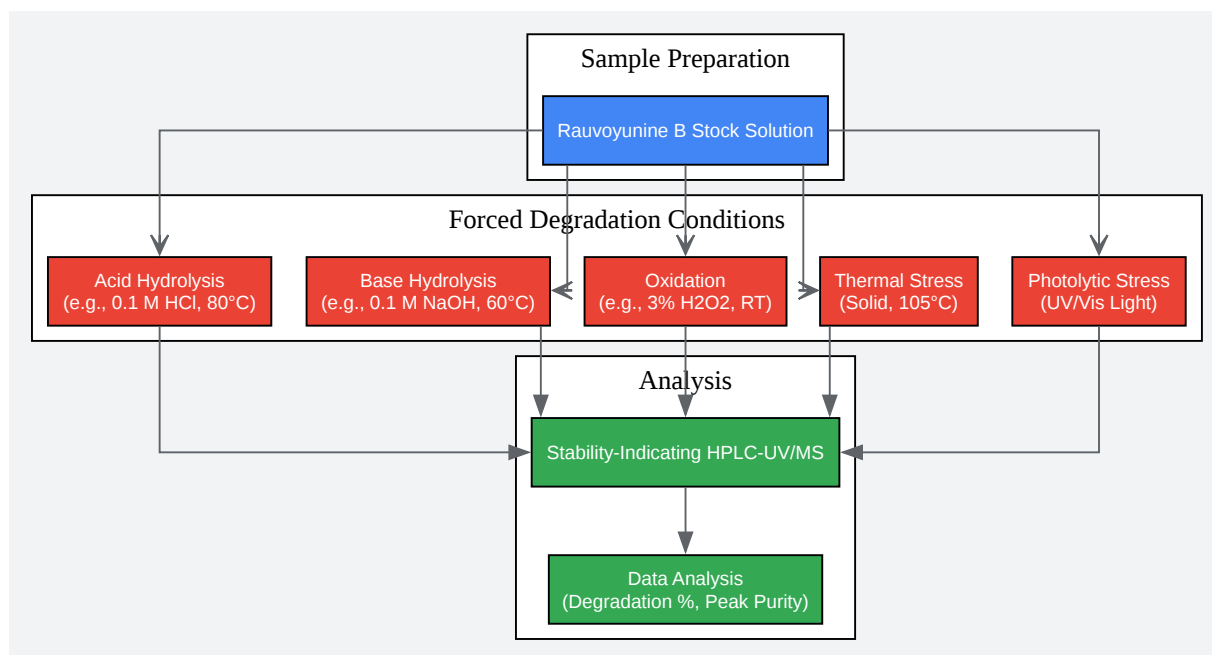 Sample Preparation
Rauvoyunine B Stock Solution
Forced Degradation Conditions
Acid Hydrolysis
(e.g., 0.1 M HCl, 80°C)
Base Hydrolysis
(e.g., 0.1 M NaOH, 60°C)
Oxidation
(e.g., 3% H2O2, RT)
Thermal Stress
(Solid, 105°C)
Photolytic Stress
(UV/Vis Light)
Analysis
Stability-Indicating HPLC-UV/MS
Data Analysis
(Degradation %, Peak Purity)